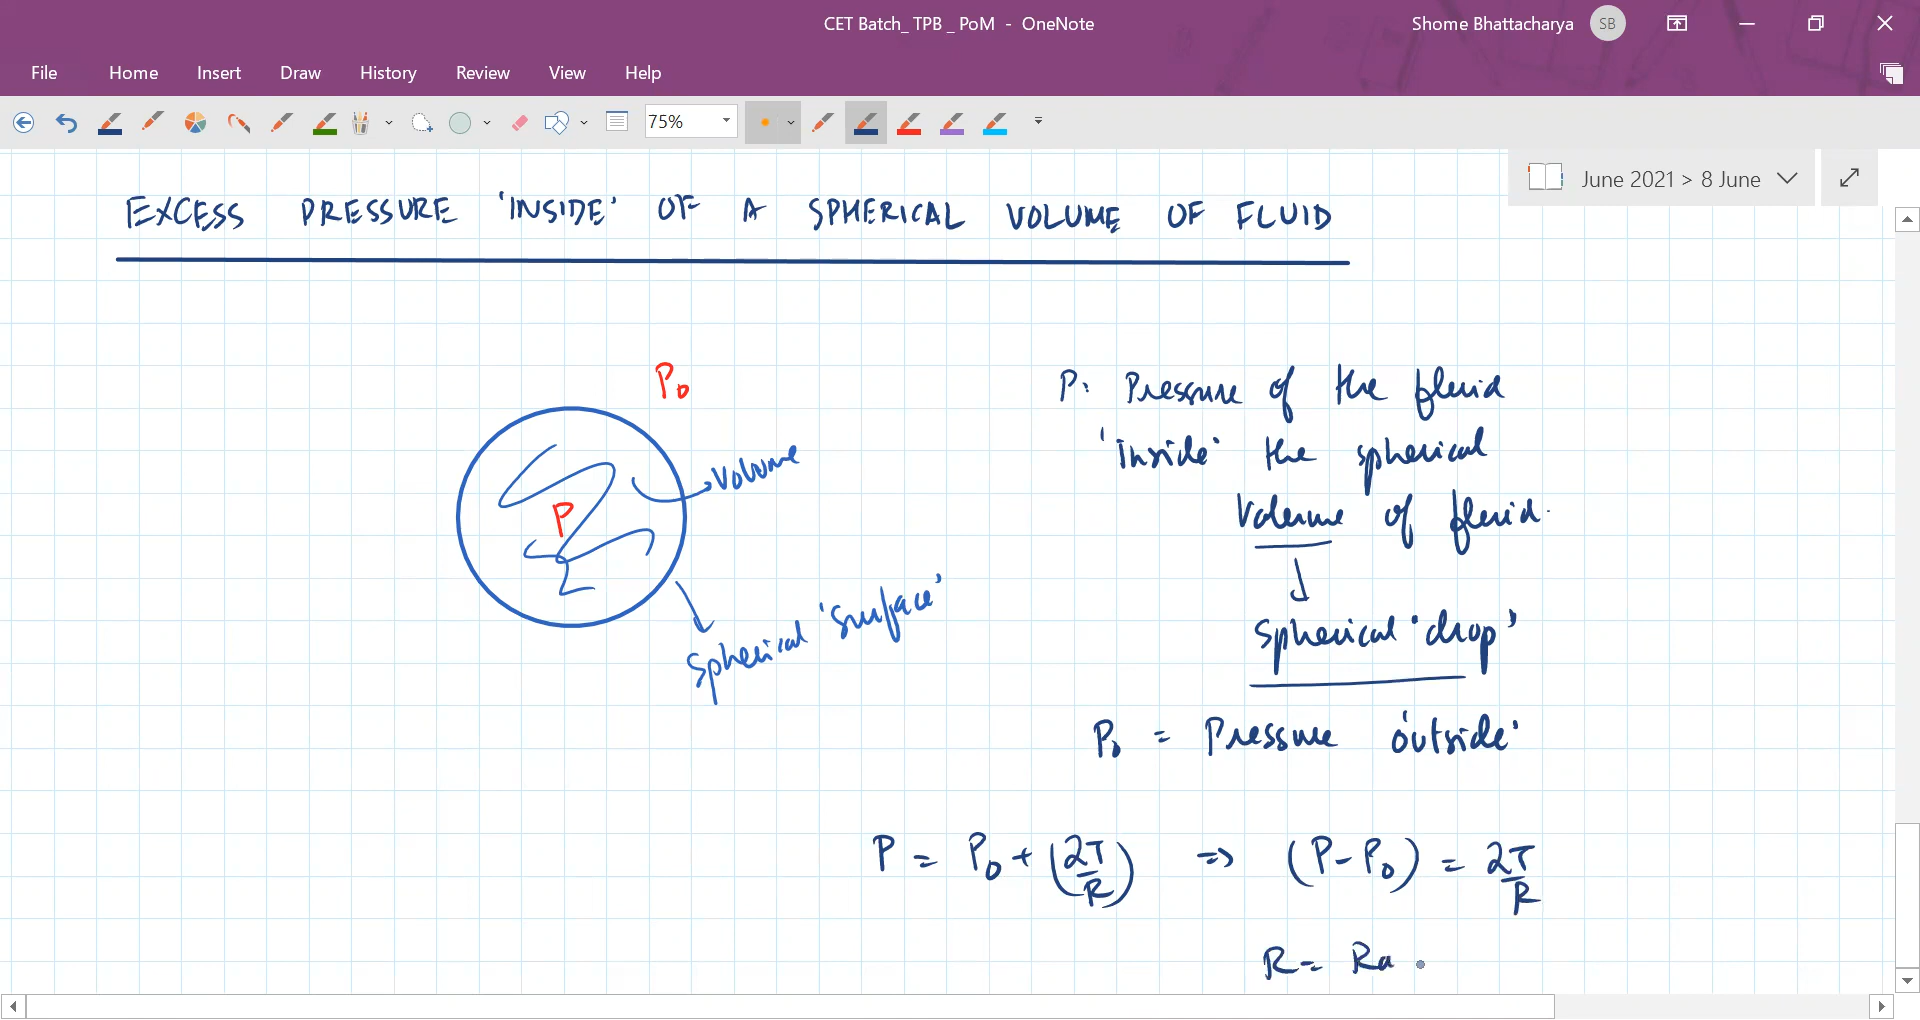 CET Batch_ TPB _ PoM - OneNote
Shome Bhattacharya SB
File Home Insert Draw History Review View Help
75%
June 2021 > 8 June
EXCESS PRESSURE 'INSIDE' OF A SPHERICAL VOLUME OF FLUID
P₀
P
Volume
Spherical 'surface'
P: Pressure of the fluid
'inside' the spherical
Volume of fluid.
↓
Spherical 'drop'
P₀ = Pressure 'outside'
P = P₀ + (2T/R) => (P - P₀) = 2T/R
R = Ra